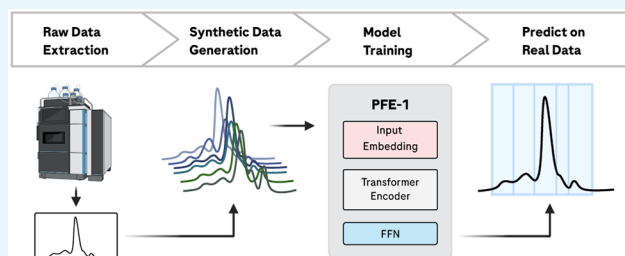 Raw Data
Extraction
Synthetic Data
Generation
Model
Training
Predict on
Real Data
PFE-1
Input
Embedding
Transformer
Encoder
FFN